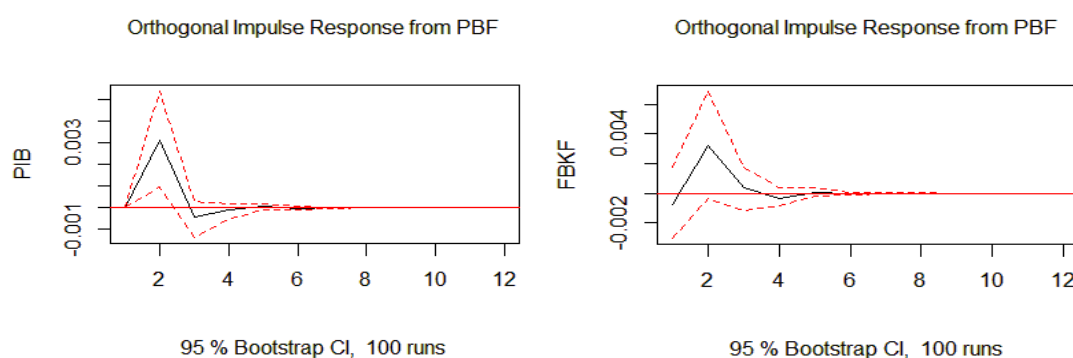 Orthogonal Impulse Response from PBF
PIB
0.003
-0.001
2 4 6 8 10 12
95 % Bootstrap CI, 100 runs
Orthogonal Impulse Response from PBF
FBKF
0.004
-0.002
2 4 6 8 10 12
95 % Bootstrap CI, 100 runs